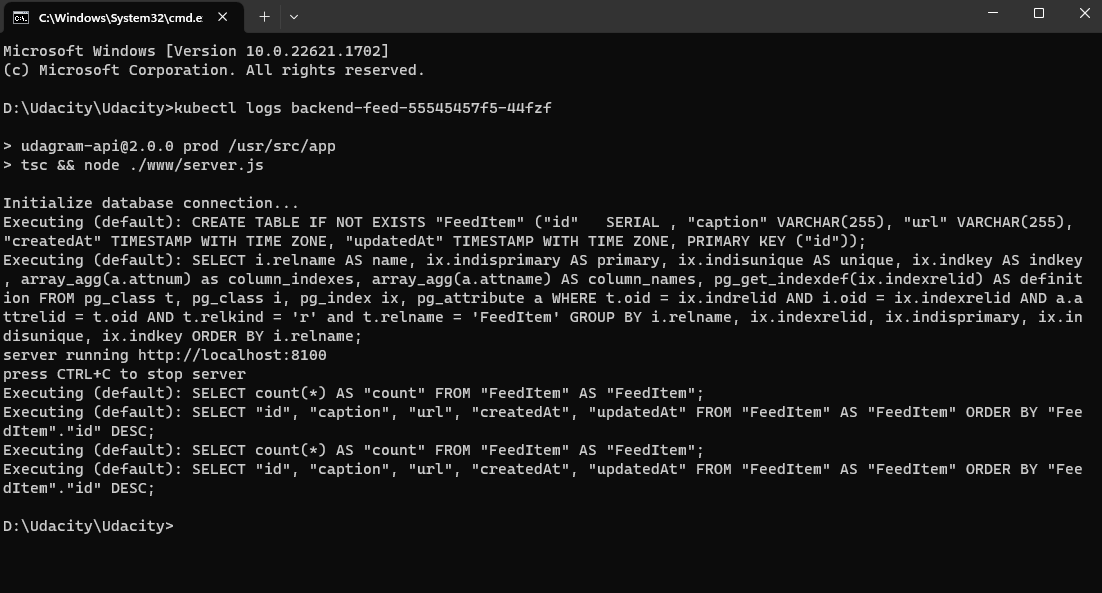 C:\Windows\System32\cmd.e
Microsoft Windows [Version 10.0.22621.1702]
(c) Microsoft Corporation. All rights reserved.
D:\Udacity\Udacity>kubectl logs backend-feed-55545457f5-44fzf
> udagram-api@2.0.0 prod /usr/src/app
> tsc && node ./www/server.js
Initialize database connection...
Executing (default): CREATE TABLE IF NOT EXISTS "FeedItem" ("id"   SERIAL , "caption" VARCHAR(255), "url" VARCHAR(255),
"createdAt" TIMESTAMP WITH TIME ZONE, "updatedAt" TIMESTAMP WITH TIME ZONE, PRIMARY KEY ("id"));
Executing (default): SELECT i.relname AS name, ix.indisprimary AS primary, ix.indisunique AS unique, ix.indkey AS indkey
, array_agg(a.attnum) as column_indexes, array_agg(a.attname) AS column_names, pg_get_indexdef(ix.indexrelid) AS definit
ion FROM pg_class t, pg_class i, pg_index ix, pg_attribute a WHERE t.oid = ix.indrelid AND i.oid = ix.indexrelid AND a.a
ttrelid = t.oid AND t.relkind = 'r' and t.relname = 'FeedItem' GROUP BY i.relname, ix.indexrelid, ix.indisprimary, ix.in
disunique, ix.indkey ORDER BY i.relname;
server running http://localhost:8100
press CTRL+C to stop server
Executing (default): SELECT count(*) AS "count" FROM "FeedItem" AS "FeedItem";
Executing (default): SELECT "id", "caption", "url", "createdAt", "updatedAt" FROM "FeedItem" AS "FeedItem" ORDER BY "Fee
dItem"."id" DESC;
Executing (default): SELECT count(*) AS "count" FROM "FeedItem" AS "FeedItem";
Executing (default): SELECT "id", "caption", "url", "createdAt", "updatedAt" FROM "FeedItem" AS "FeedItem" ORDER BY "Fee
dItem"."id" DESC;
D:\Udacity\Udacity>